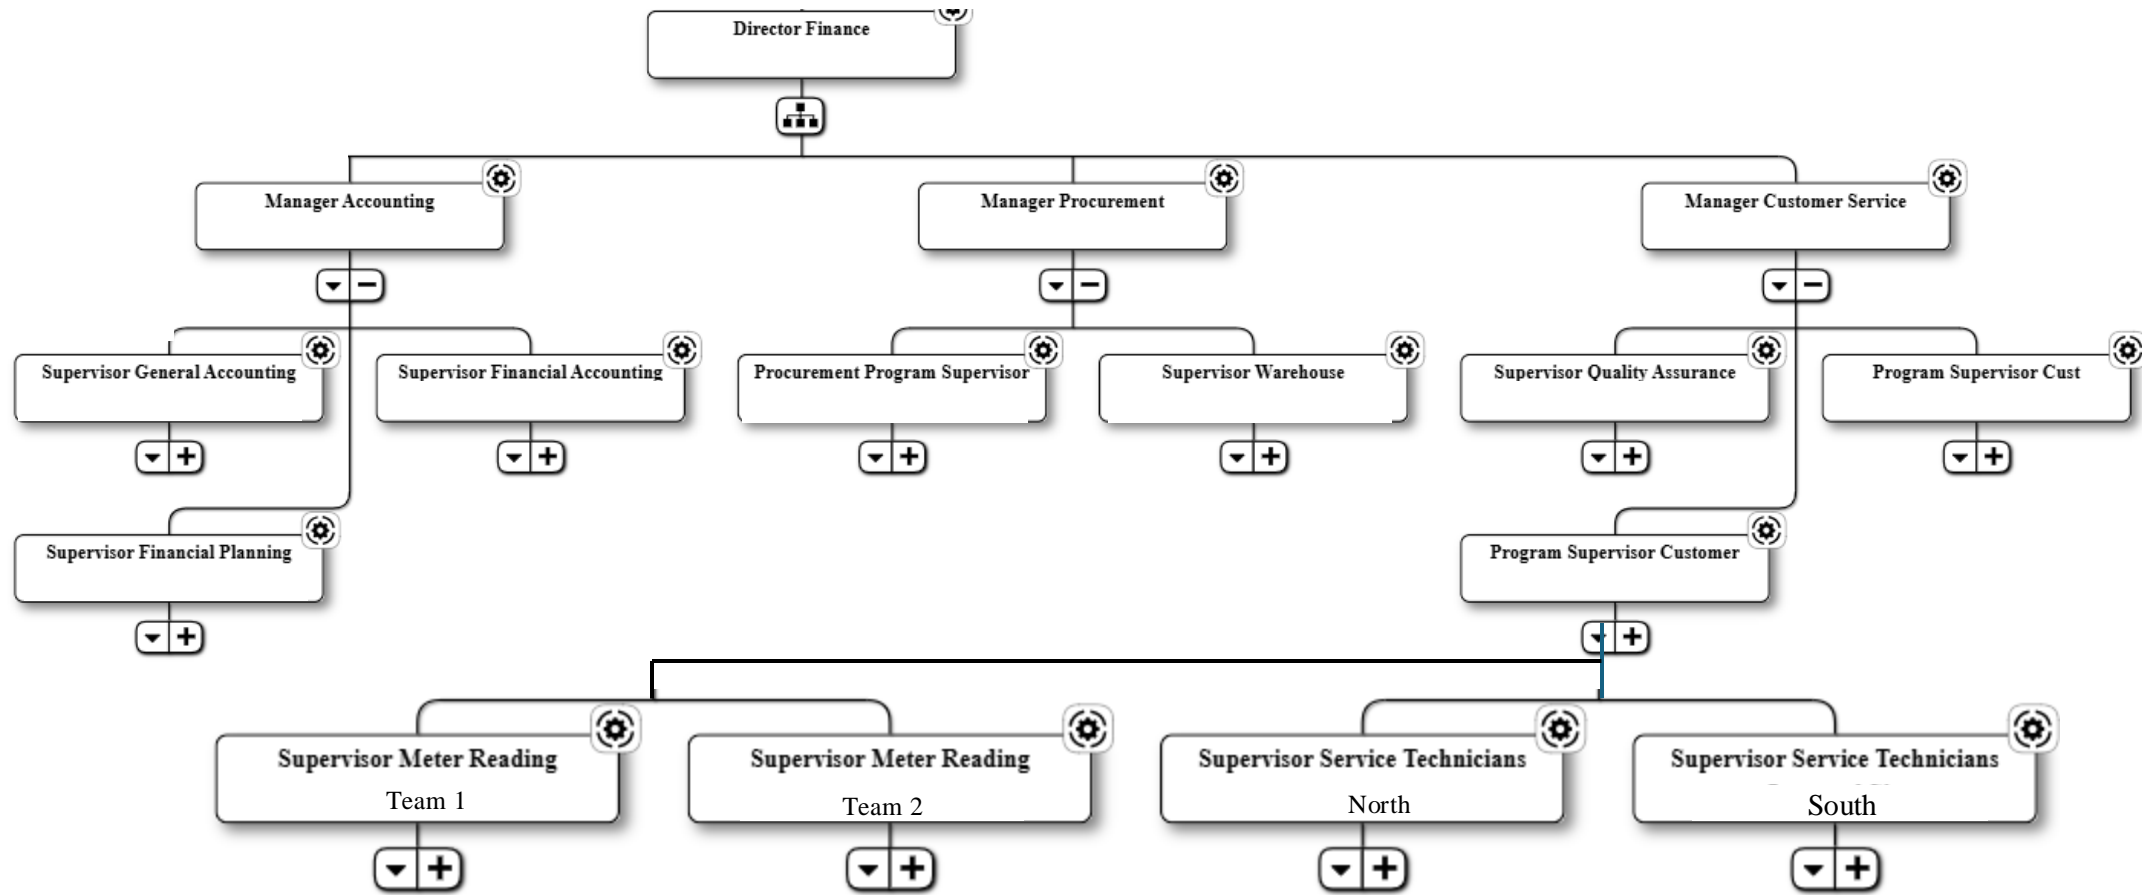 Director Finance
Manager Accounting
Manager Procurement
Manager Customer Service
Supervisor General Accounting
Supervisor Financial Accounting
Procurement Program Supervisor
Supervisor Warehouse
Supervisor Quality Assurance
Program Supervisor Cust
Supervisor Financial Planning
Program Supervisor Customer
Supervisor Meter Reading
Team 1
Supervisor Meter Reading
Team 2
Supervisor Service Technicians
North
Supervisor Service Technicians
South